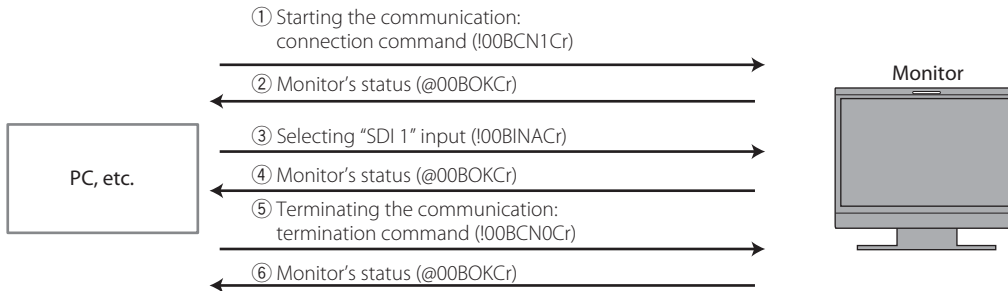 ① Starting the communication:
connection command (!00BCN1Cr)
② Monitor's status (@00BOKCr)
Monitor
③ Selecting “SDI 1” input (!00BINACr)
PC, etc.
④ Monitor's status (@00BOKCr)
⑤ Terminating the communication:
termination command (!00BCN0Cr)
⑥ Monitor's status (@00BOKCr)